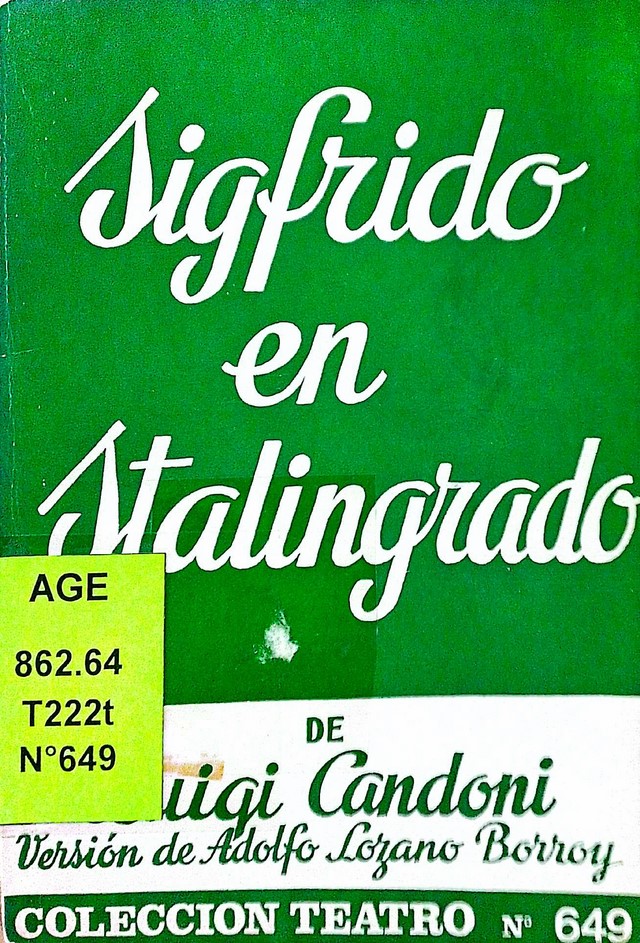 Sigfrido
en
Stalingrado
AGE
862.64
T222t
N°649
DE
Luigi Candoni
Versión de Adolfo Lozano Borroy
COLECCION TEATRO Nº 649